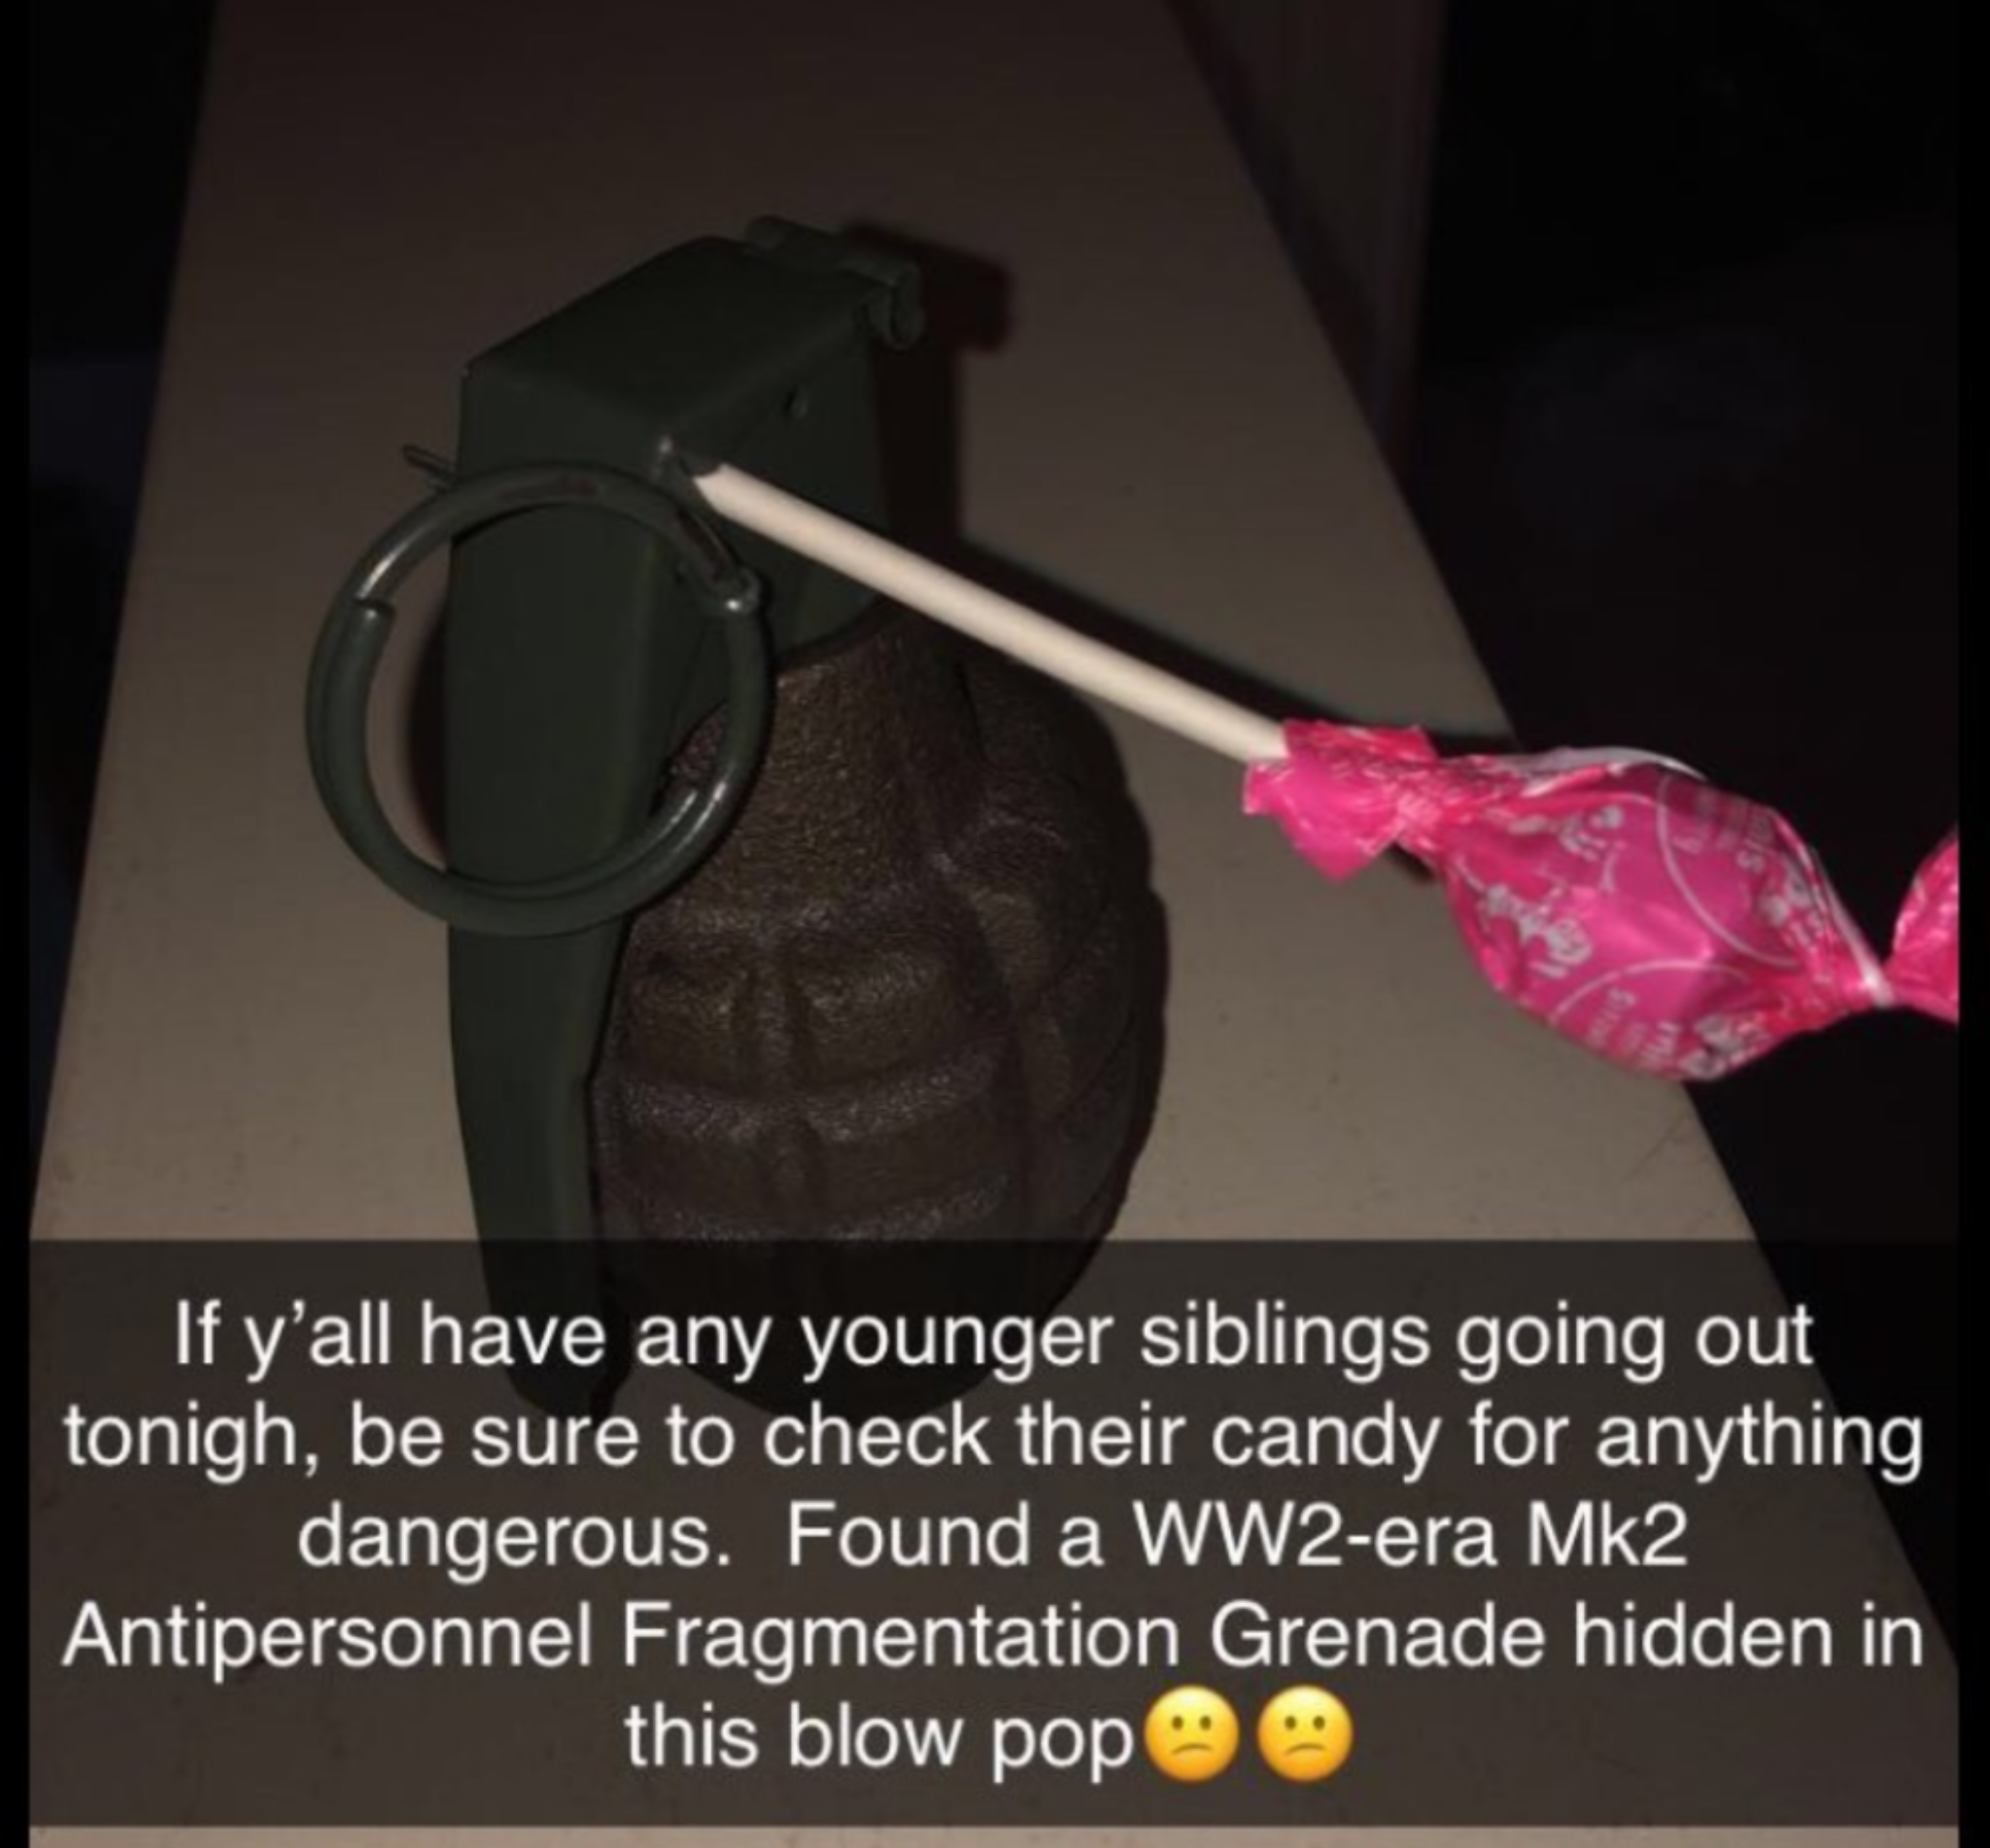 If y’all have any younger siblings going out
tonigh, be sure to check their candy for anything
dangerous.  Found a WW2-era Mk2
Antipersonnel Fragmentation Grenade hidden in
this blow pop😕😕